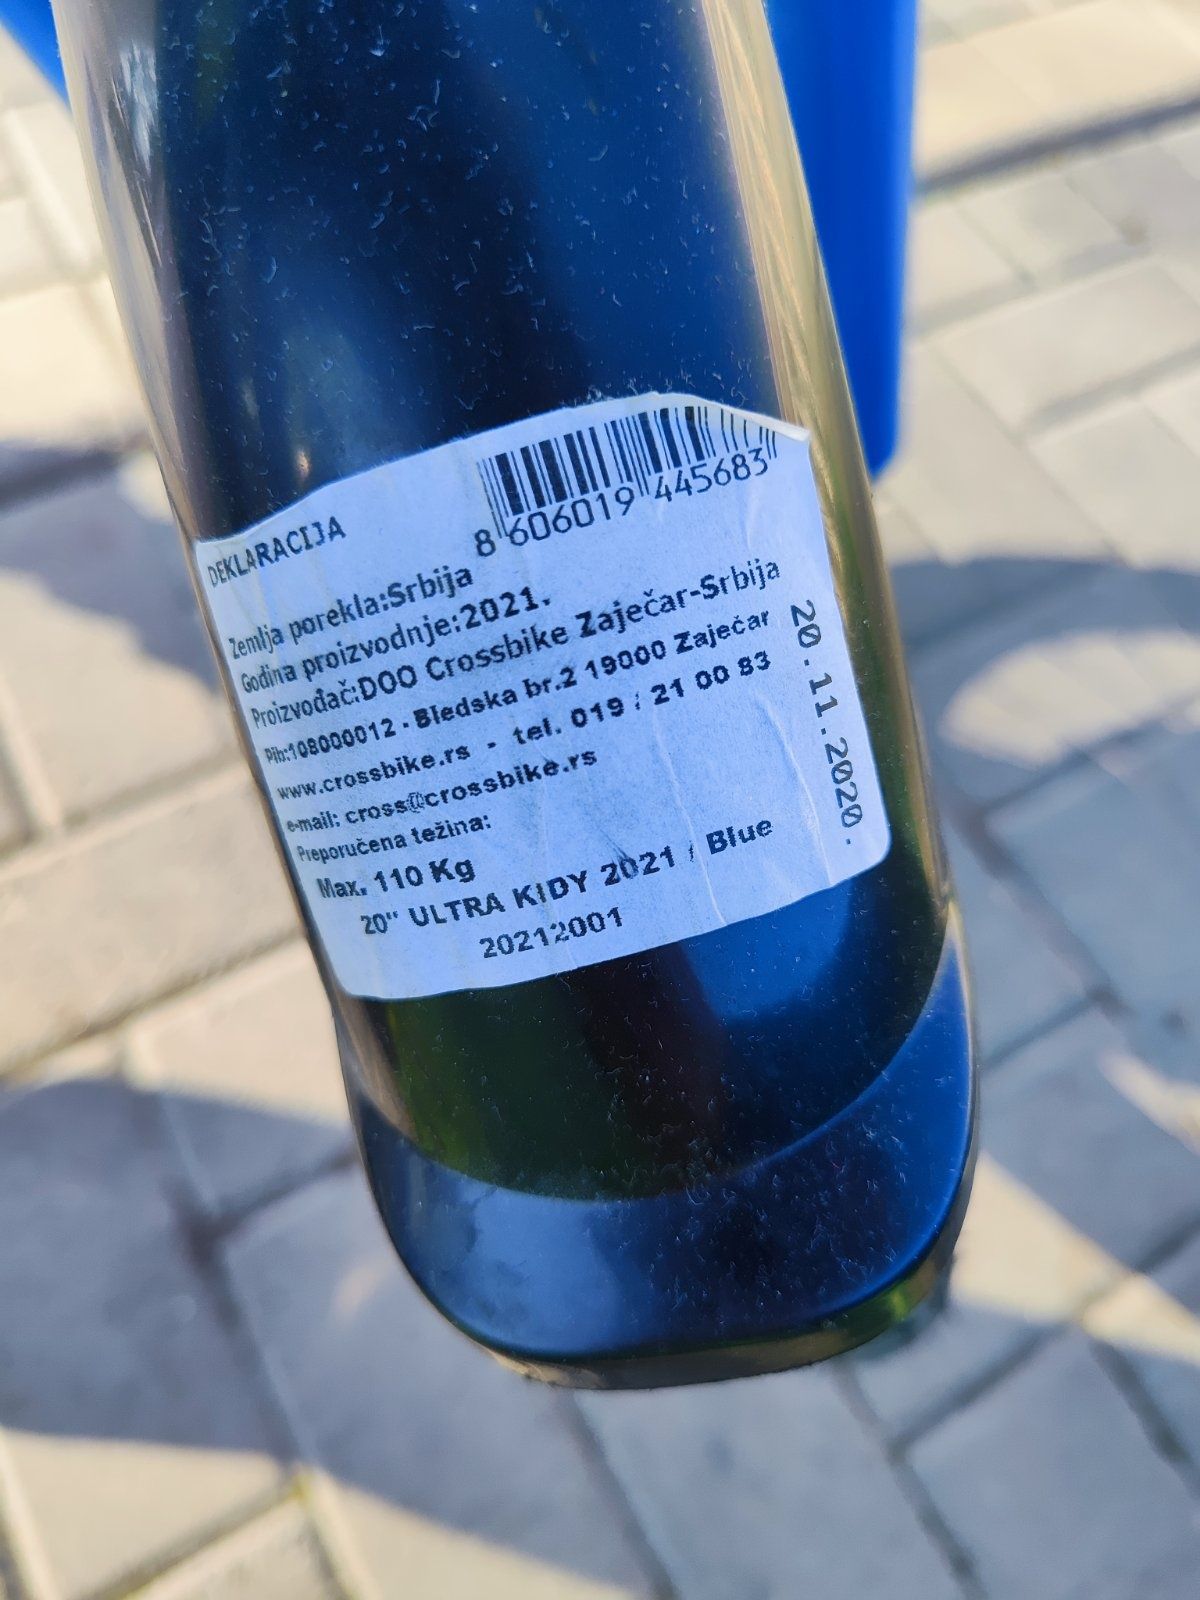 8 606019 445683
DEKLARACIJA
Zemlja porekla:Srbija
Godina proizvodnje:2021.
Proizvođač:DOO Crossbike Zaječar-Srbija
Pib:108000012 - Bledska br.2 19000 Zaječar
www.crossbike.rs - tel. 019 / 21 00 83
e-mail: cross@crossbike.rs
Preporučena težina:
Max. 110 Kg
20" ULTRA KIDY 2021 / Blue
20212001
20.11.2020.